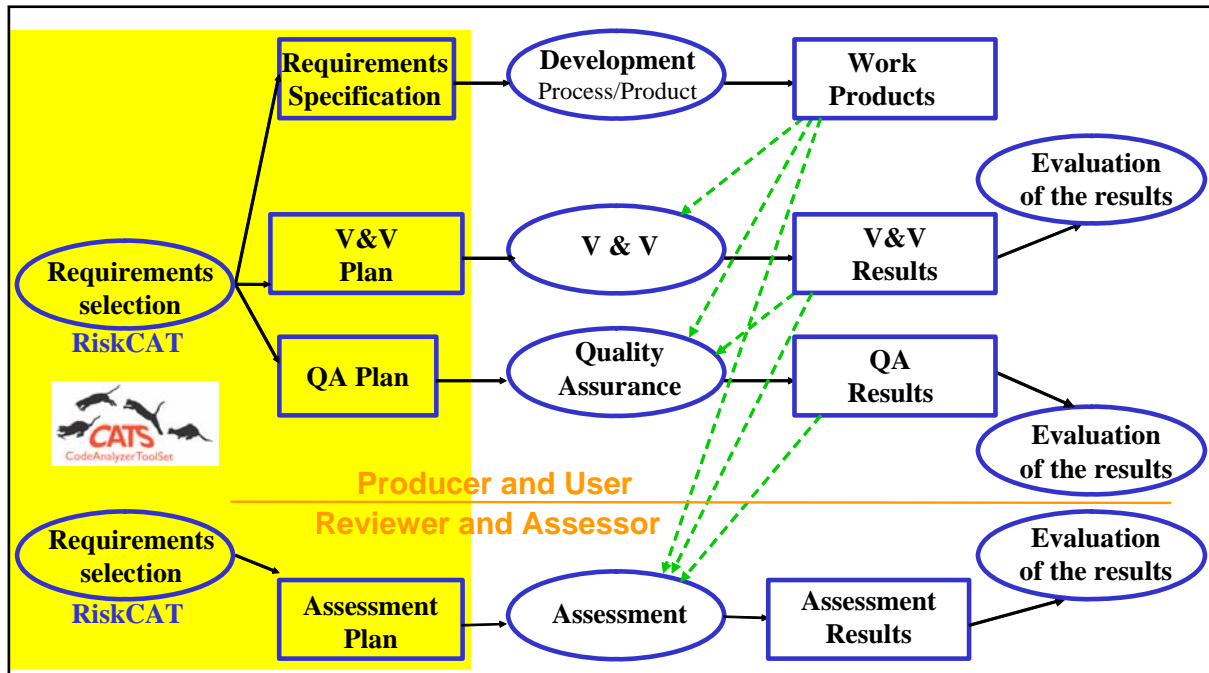 Requirements
Specification
Development
Process/Product
Work
Products
Evaluation
of the results
Requirements
selection
RiskCAT
V&V
Plan
V & V
V&V
Results
QA Plan
Quality
Assurance
QA
Results
Evaluation
of the results
CATS
CodeAnalyzerToolSet
Producer and User
Reviewer and Assessor
Requirements
selection
RiskCAT
Assessment
Plan
Assessment
Assessment
Results
Evaluation
of the results